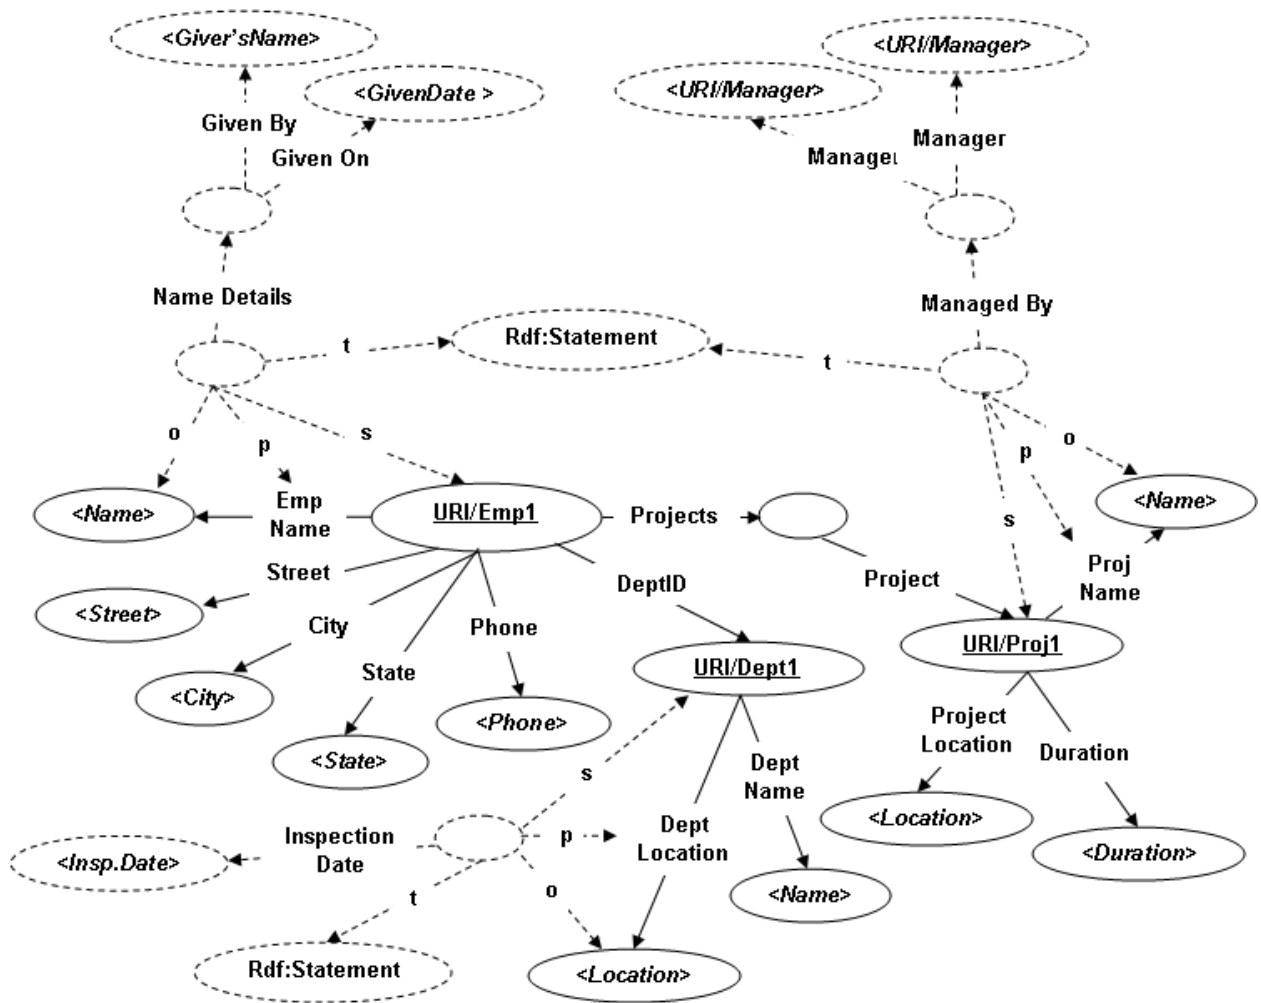 <Giver'sName>
<URI/Manager>
<URI/Manager>
<GivenDate >
Given By
Given On
Manager
Manager
Name Details
Managed By
Rdf:Statement
t
t
o
p
s
o
p
s
<Name>
Emp
Name
URI/Emp1
Projects
<Name>
Street
DeptID
Project
Proj
Name
<Street>
City
Phone
URI/Proj1
State
URI/Dept1
<City>
<Phone>
Project
Location
Duration
<State>
s
Dept
Name
<Location>
Inspection
Date
p
Dept
Location
<Insp.Date>
<Duration>
t
o
<Name>
Rdf:Statement
<Location>